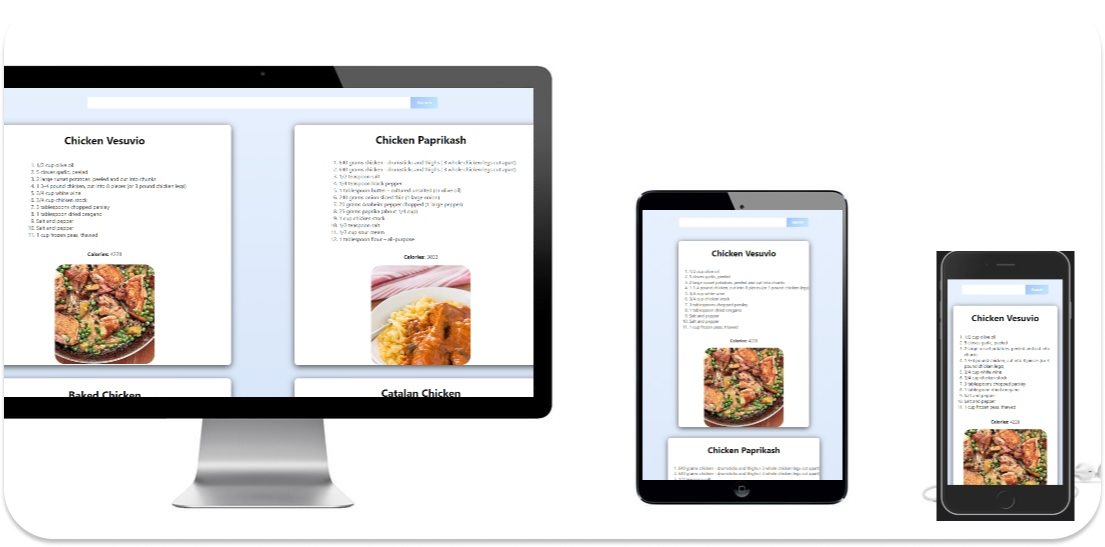 Search
Chicken Vesuvio
1. 1/2 cup olive oil
2. 5 cloves garlic, peeled
3. 2 large russet potatoes, peeled and cut into chunks
4. 1 3-4 pound chicken, cut into 8 pieces (or 3 pound chicken legs)
5. 3/4 cup white wine
6. 3/4 cup chicken stock
7. 3 tablespoons chopped parsley
8. 1 tablespoon dried oregano
9. Salt and pepper
10. Salt and pepper
11. 1 cup frozen peas, thawed
Calories: 4228
Chicken Paprikash
1. 640 grams chicken - drumsticks and thighs ( 3 whole chicken legs cut apart)
2. 640 grams chicken - drumsticks and thighs ( 3 whole chicken legs cut apart)
3. 1/2 teaspoon salt
4. 1/4 teaspoon black pepper
5. 1 tablespoon butter – cultured unsalted (or olive oil)
6. 240 grams onion sliced thin (1 large onion)
7. 70 grams Anaheim pepper chopped (1 large pepper)
8. 25 grams paprika (about 1/4 cup)
9. 1 cup chicken stock
10. 1/2 teaspoon salt
11. 1/2 cup sour cream
12. 1 tablespoon flour – all-purpose
Calories: 3033
Baked Chicken
Catalan Chicken
Search
Chicken Vesuvio
1. 1/2 cup olive oil
2. 5 cloves garlic, peeled
3. 2 large russet potatoes, peeled and cut into chunks
4. 1 3-4 pound chicken, cut into 8 pieces (or 3 pound chicken legs)
5. 3/4 cup white wine
6. 3/4 cup chicken stock
7. 3 tablespoons chopped parsley
8. 1 tablespoon dried oregano
9. Salt and pepper
10. Salt and pepper
11. 1 cup frozen peas, thawed
Calories: 4228
Chicken Paprikash
1. 640 grams chicken - drumsticks and thighs ( 3 whole chicken legs cut apart)
2. 640 grams chicken - drumsticks and thighs ( 3 whole chicken legs cut apart)
Search
Chicken Vesuvio
1. 1/2 cup olive oil
2. 5 cloves garlic, peeled
3. 2 large russet potatoes, peeled and cut into
chunks
4. 1 3-4 pound chicken, cut into 8 pieces (or 3
pound chicken legs)
5. 3/4 cup white wine
6. 3/4 cup chicken stock
7. 3 tablespoons chopped parsley
8. 1 tablespoon dried oregano
9. Salt and pepper
10. Salt and pepper
11. 1 cup frozen peas, thawed
Calories: 4228